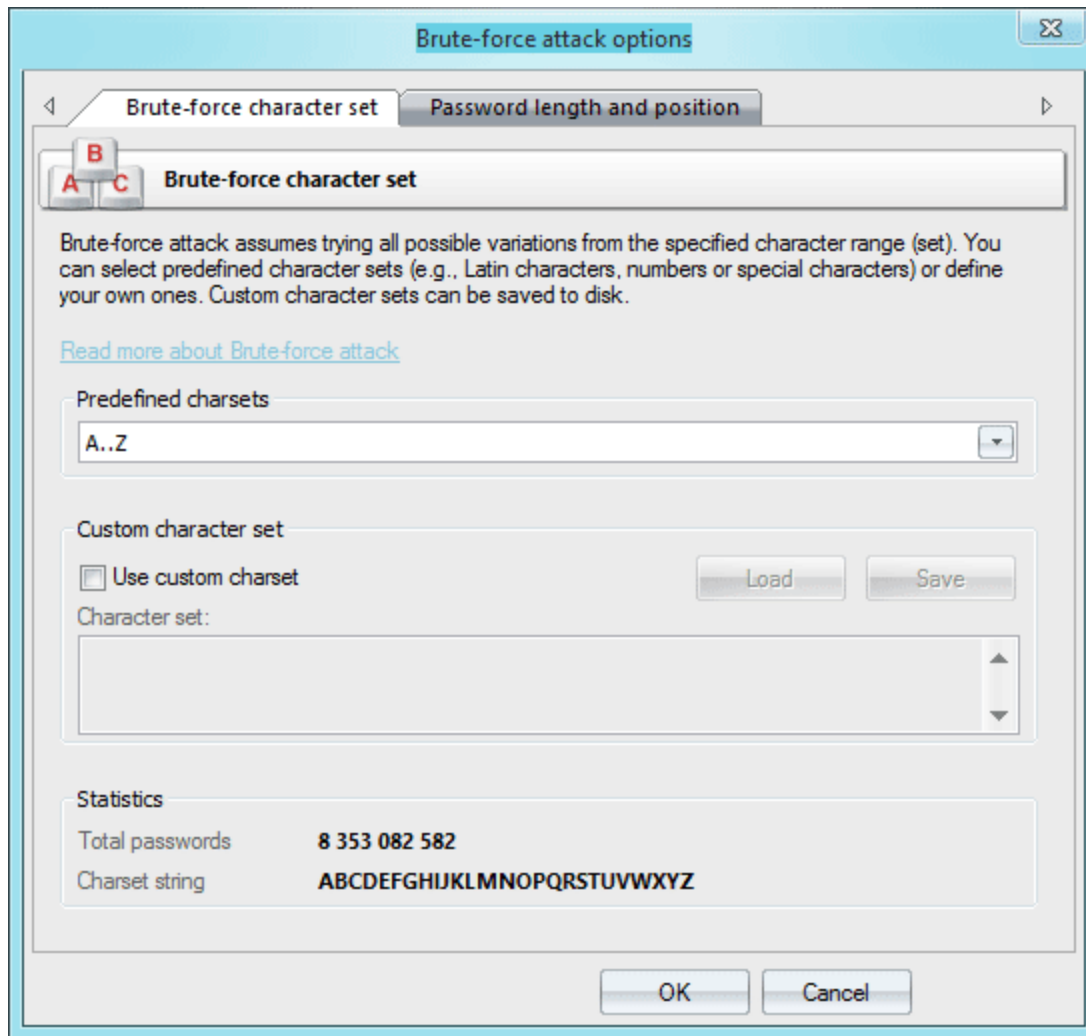 Brute-force attack options
Brute-force character set
Password length and position
B
A C
Brute-force character set
Brute-force attack assumes trying all possible variations from the specified character range (set). You
can select predefined character sets (e.g., Latin characters, numbers or special characters) or define
your own ones. Custom character sets can be saved to disk.
Read more about Brute-force attack
Predefined charsets
A..Z
Custom character set
Use custom charset
Load
Save
Character set:
Statistics
Total passwords 8 353 082 582
Charset string ABCDEFGHIJKLMNOPQRSTUVWXYZ
OK
Cancel